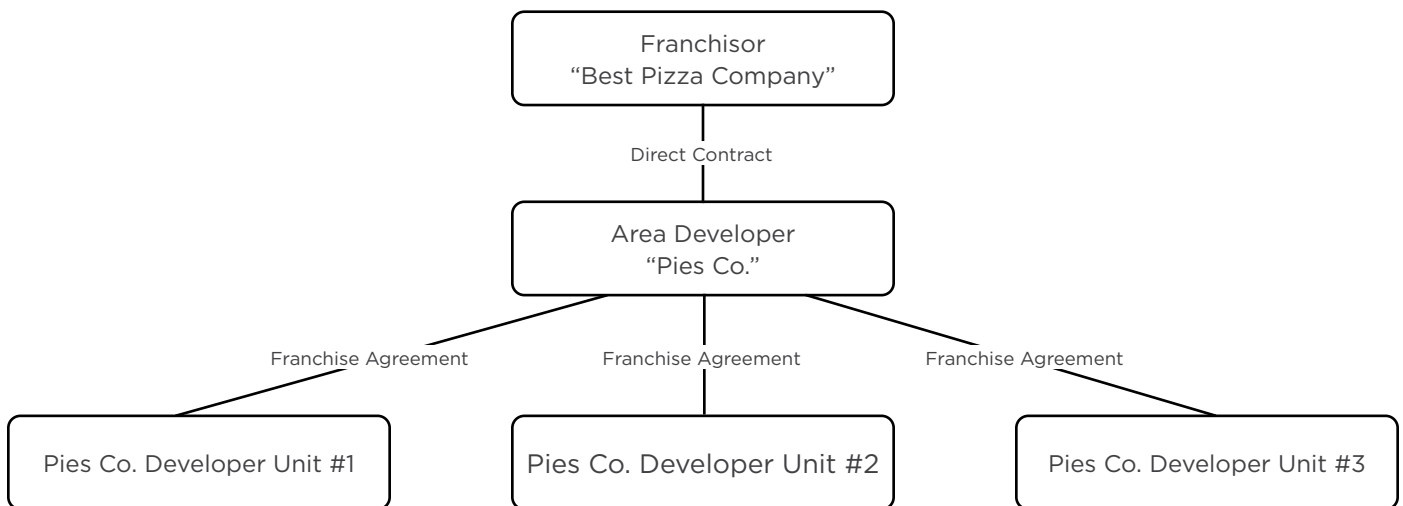 Franchisor
“Best Pizza Company”
Direct Contract
Area Developer
“Pies Co.”
Franchise Agreement
Franchise Agreement
Franchise Agreement
Pies Co. Developer Unit #1
Pies Co. Developer Unit #2
Pies Co. Developer Unit #3